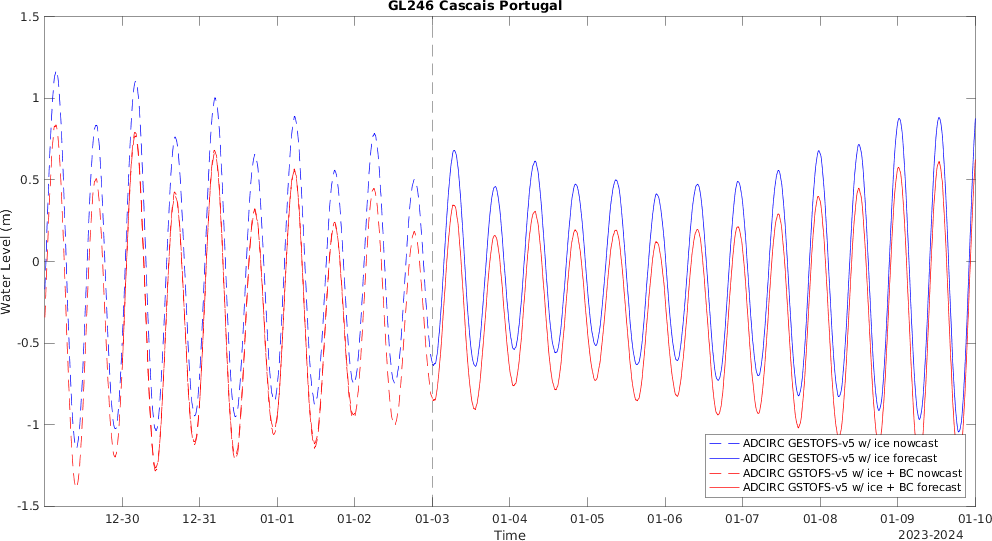 GL246 Cascais Portugal
Water Level (m)
1.5
1
0.5
0
-0.5
-1
-1.5
12-30
12-31
01-01
01-02
01-03
01-04
01-05
01-06
01-07
01-08
01-09
01-10
Time
2023-2024
ADCIRC GESTOFS-v5 w/ ice nowcast
ADCIRC GESTOFS-v5 w/ ice forecast
ADCIRC GSTOFS-v5 w/ ice + BC nowcast
ADCIRC GSTOFS-v5 w/ ice + BC forecast